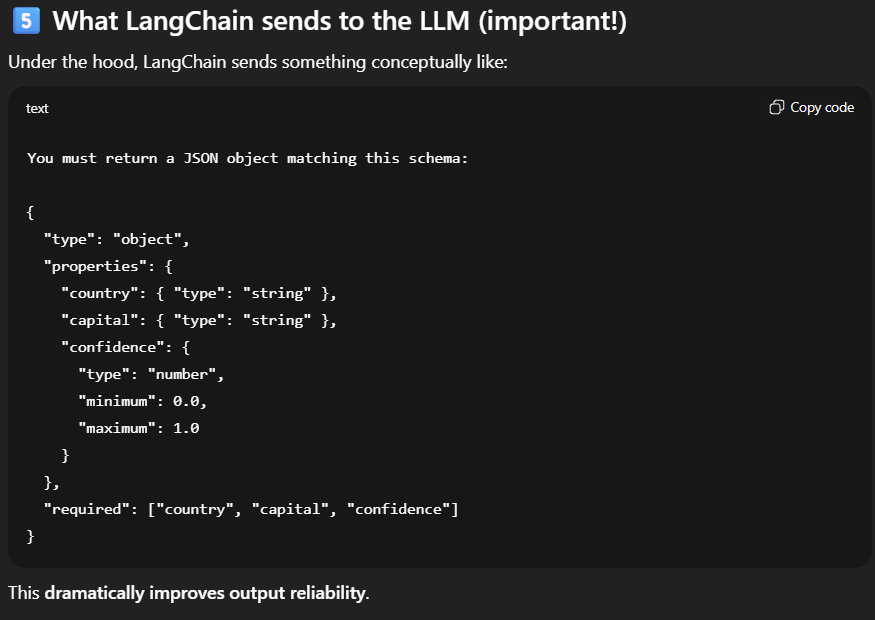 5 What LangChain sends to the LLM (important!)
Under the hood, LangChain sends something conceptually like:
text
Copy code
You must return a JSON object matching this schema:
{
  "type": "object",
  "properties": {
    "country": { "type": "string" },
    "capital": { "type": "string" },
    "confidence": {
      "type": "number",
      "minimum": 0.0,
      "maximum": 1.0
    }
  },
  "required": ["country", "capital", "confidence"]
}
This dramatically improves output reliability.